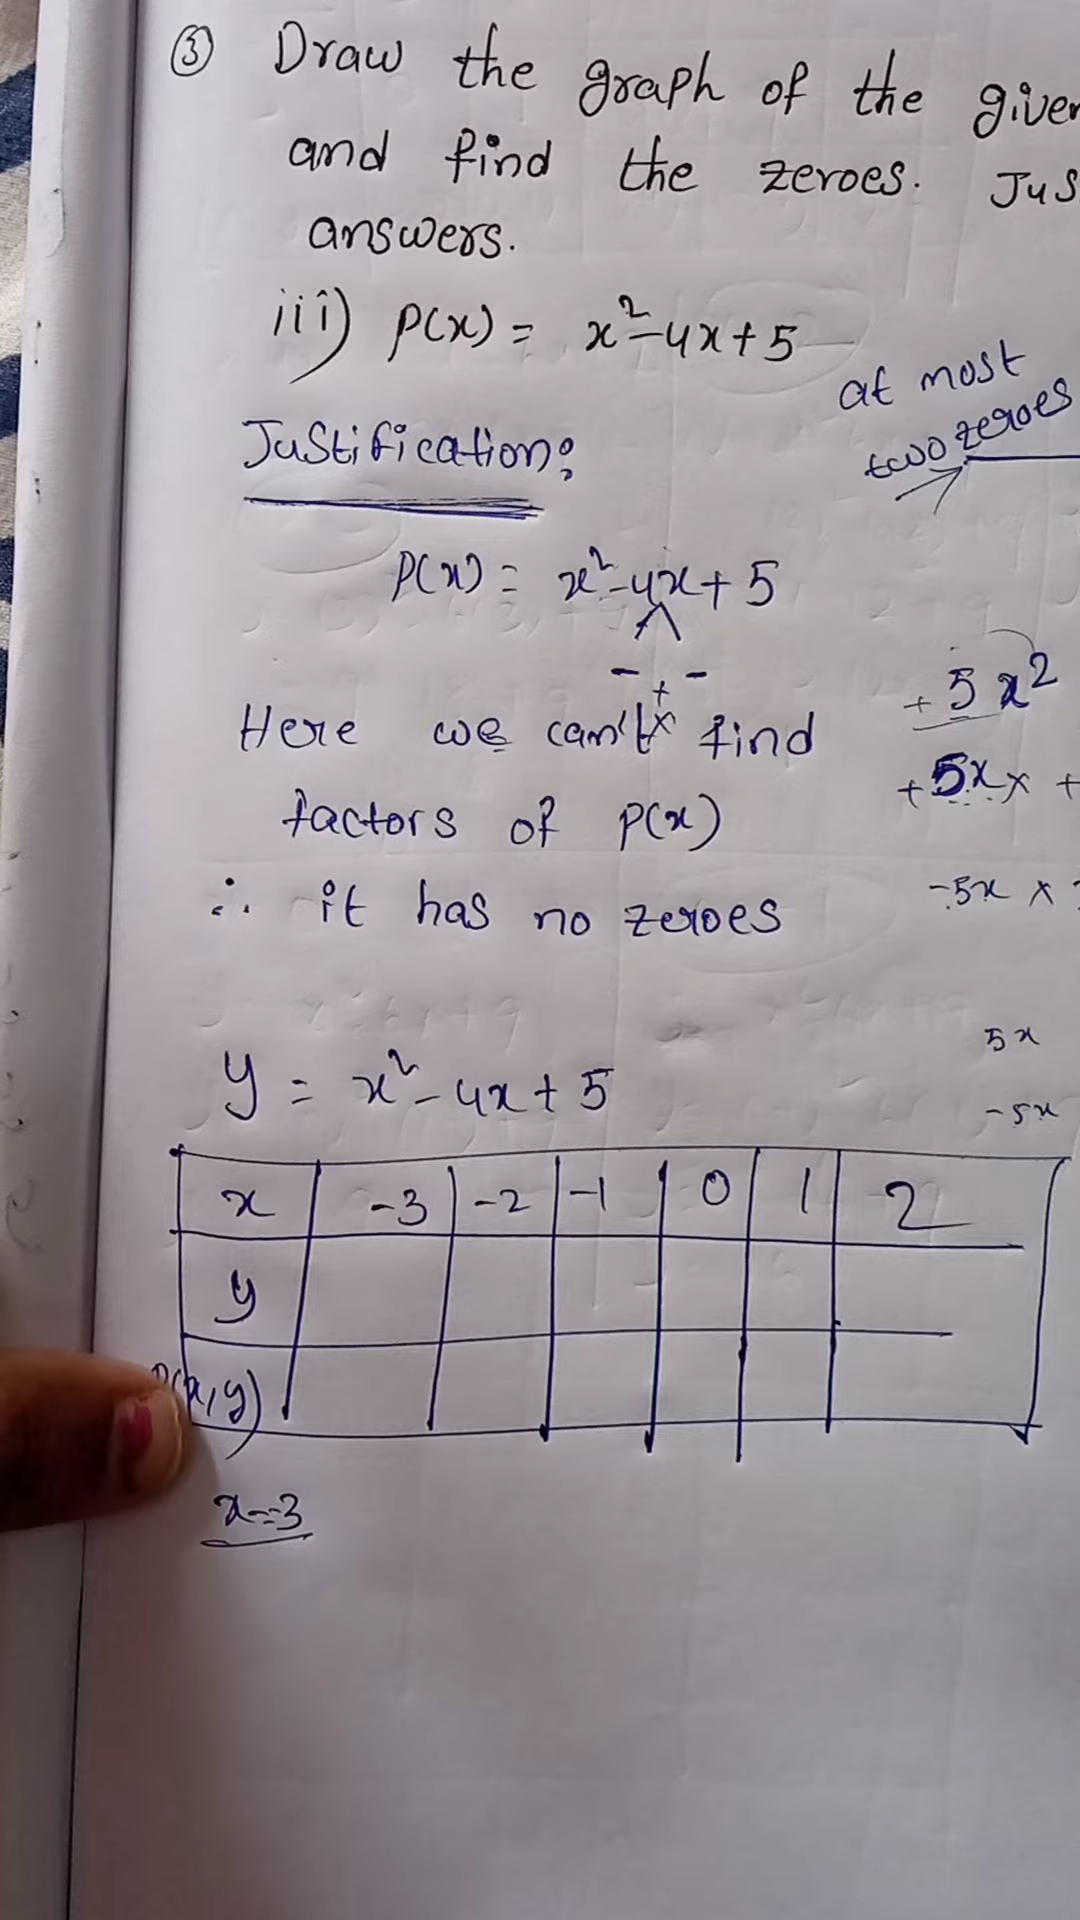 ③ Draw the graph of the given
and find the zeroes. Jus
answers.
iii) P(x) = x²-4x+5
at most
two zeroes
Justification:
P(x) = x²-4x+5
- + -
x
+ 5x²
Here we can't find
+5x x +
factors of P(x)
-5x x
∴ it has no zeroes
5x
y = x²-4x+5
-5x
x -3 -2 -1 0 1 2
y
P(x,y)
x=-3